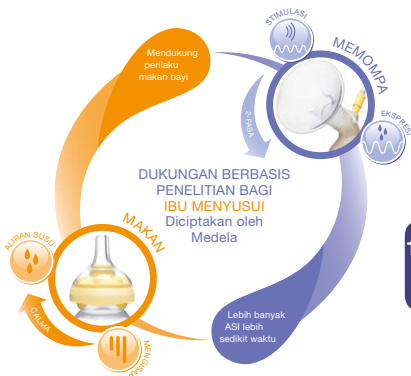 STIMULASI
MEMOMPA
Mendukung
perilaku
makan bayi
2-FASA
EKSPRESI
DUKUNGAN BERBASIS
PENELITIAN BAGI
IBU MENYUSUI
Diciptakan oleh
Medela
MAKAN
ALIRAN SUSU
CALMA
MENGISAP
Lebih banyak
ASI lebih
sedikit waktu